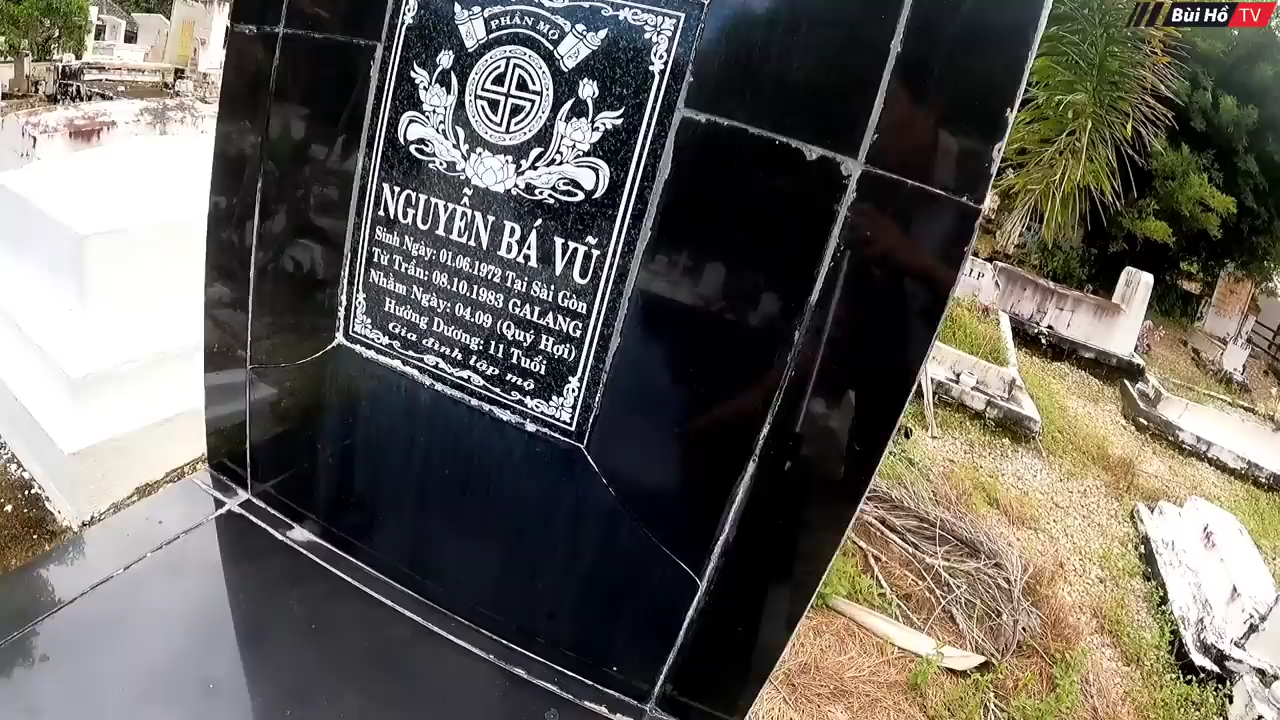 Bùi Hồ TV
PHẦN MỘ
NGUYỄN BÁ VŨ
Sinh Ngày: 01.06.1972 Tại Sài Gòn
Từ Trần: 08.10.1983 GALANG
Nhằm Ngày: 04.09 (Quý Hợi)
Hưởng Dương: 11 Tuổi
Gia đình lập mộ